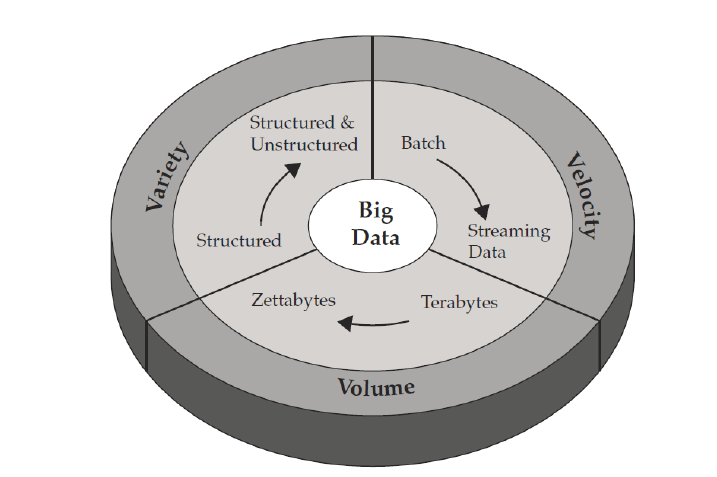 Structured &
Unstructured
Batch
Variety
Velocity
Big
Data
Structured
Streaming
Data
Zettabytes
Terabytes
Volume